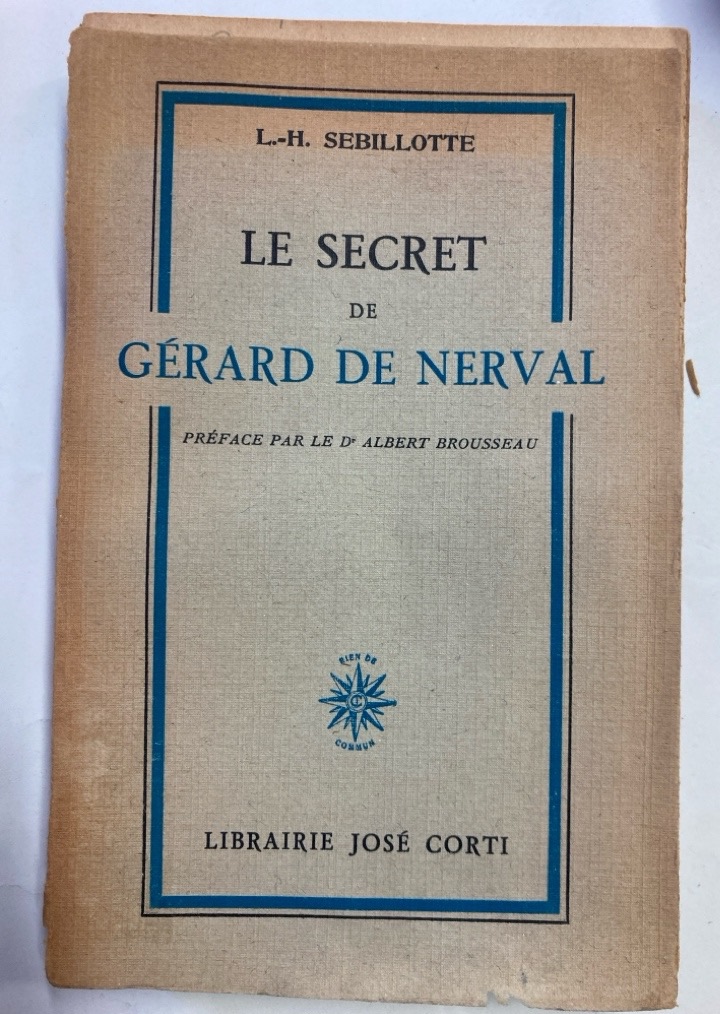 L.-H. SEBILLOTTE
LE SECRET
DE
GÉRARD DE NERVAL
PRÉFACE PAR LE Dr ALBERT BROUSSEAU
RIEN DE
COMMUN
LIBRAIRIE JOSÉ CORTI